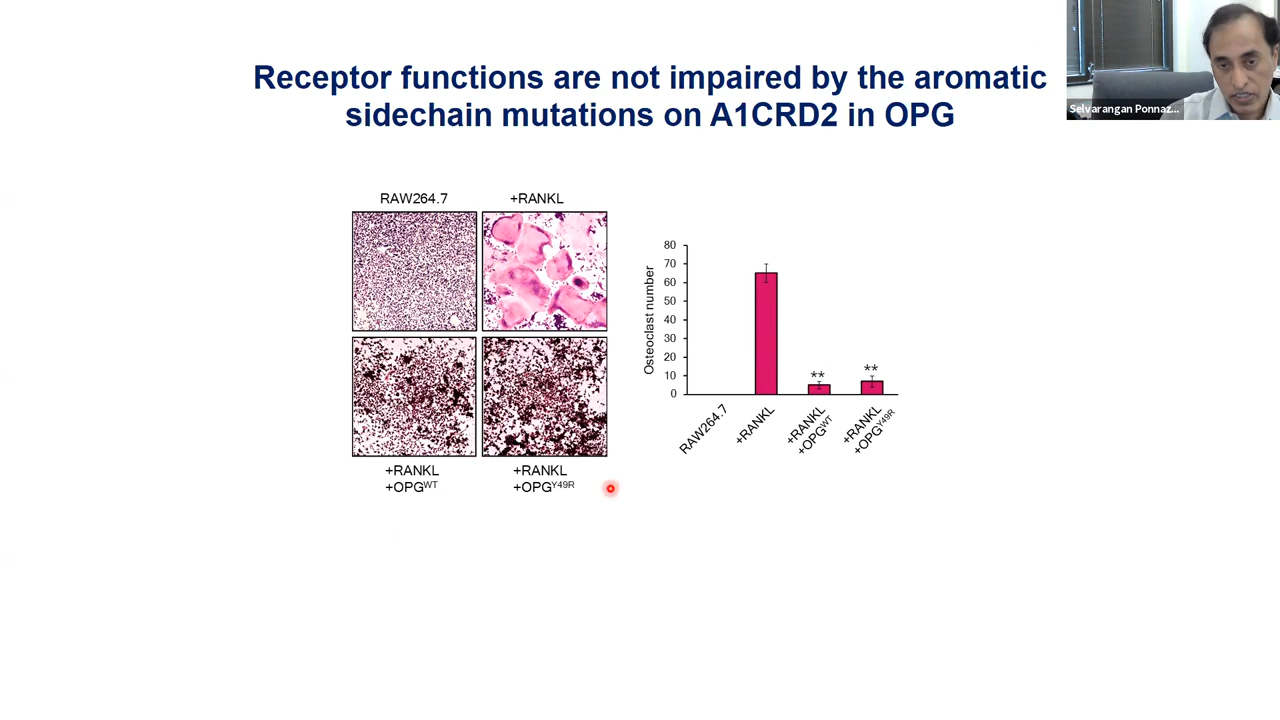 Receptor functions are not impaired by the aromatic
sidechain mutations on A1CRD2 in OPG
Selvarangan Ponnaz...
RAW264.7
+RANKL
+RANKL
+OPGWT
+RANKL
+OPGY49R
Osteoclast number
80
70
60
50
40
30
20
10
0
**
**
RAW264.7
+RANKL
+RANKL
+OPGWT
+RANKL
+OPGY49R